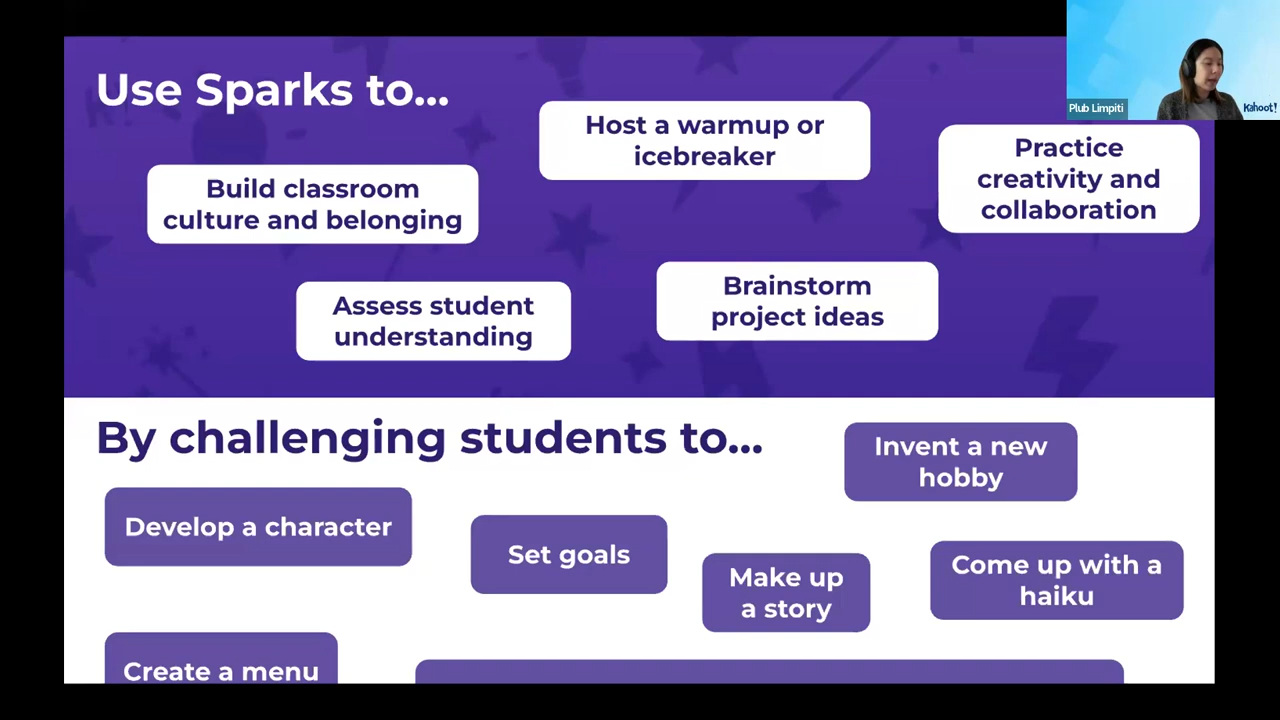 Use Sparks to...
Host a warmup or
icebreaker
Practice
creativity and
collaboration
Build classroom
culture and belonging
Assess student
understanding
Brainstorm
project ideas
By challenging students to...
Invent a new
hobby
Develop a character
Set goals
Make up
a story
Come up with a
haiku
Create a menu
Plub Limpiti
Kahoot!